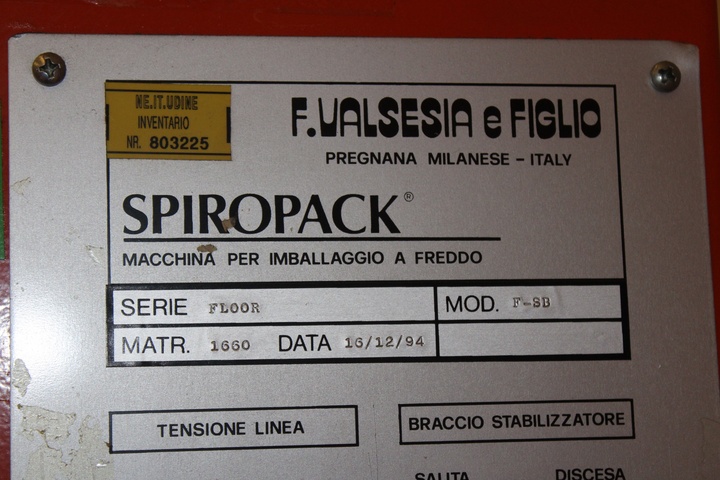 NE.IT.UDINE
INVENTARIO
NR. 803225
F.VALSESIA e FIGLIO
PREGNANA MILANESE – ITALY
SPIROPACK®
MACCHINA PER IMBALLAGGIO A FREDDO
SERIE FLOOR MOD. F-SB
MATR. 1660 DATA 16/12/94
TENSIONE LINEA BRACCIO STABILIZZATORE
SALITA DISCESA